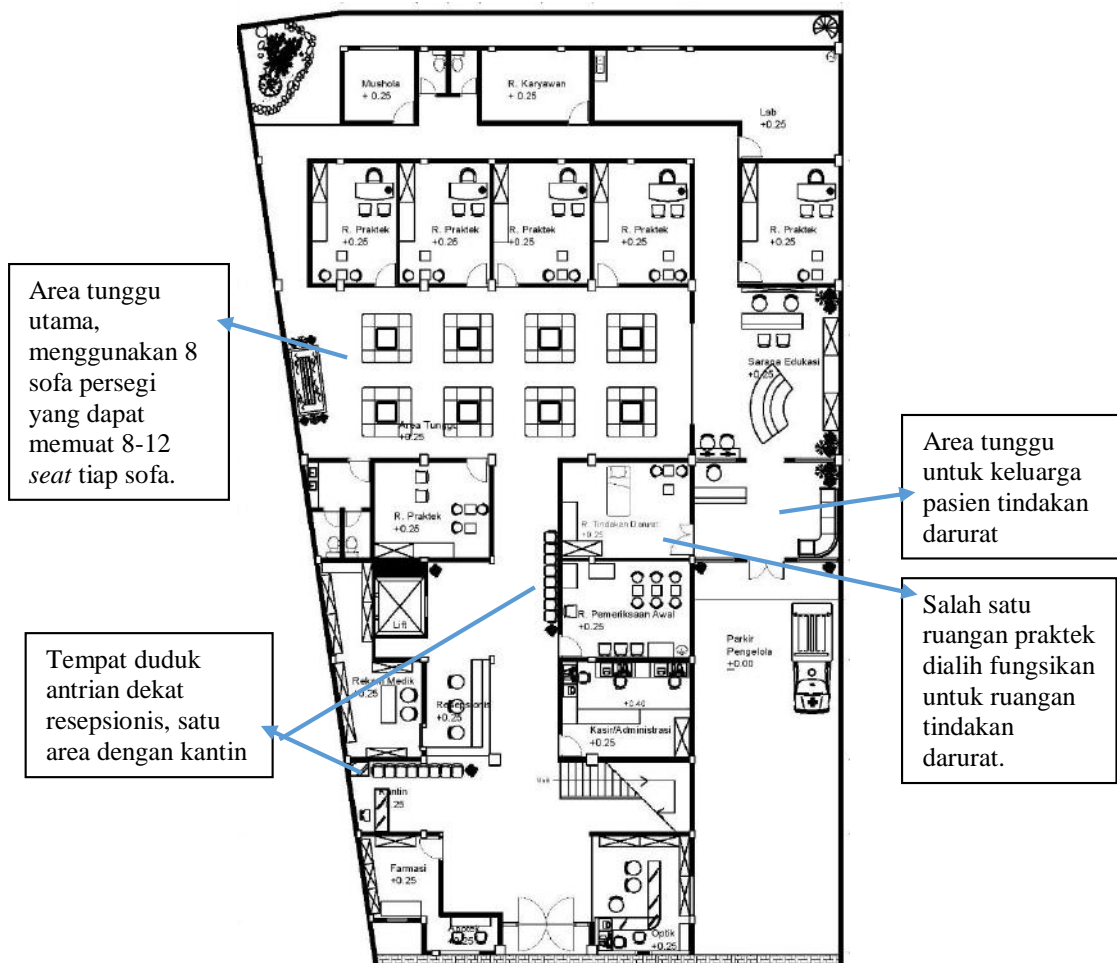 Mushola
+ 0.25
R. Karyawan
+ 0.25
Lab
+0.25
R. Praktek
+0.25
R. Praktek
+0.25
R. Praktek
+0.25
R. Praktek
+0.25
R. Praktek
+0.25
Area tunggu
utama,
menggunakan 8
sofa persegi
yang dapat
memuat 8-12
seat tiap sofa.
Sarana Edukasi
+0.25
Area Tunggu
+0.25
Area tunggu
untuk keluarga
pasien tindakan
darurat
R. Praktek
+0.25
R. Tindakan Darurat
+0.25
Salah satu
ruangan praktek
dialih fungsikan
untuk ruangan
tindakan
darurat.
Lift
R. Pemeriksaan Awal
+0.25
Parkir
Pengelola
+0.00
Tempat duduk
antrian dekat
resepsionis, satu
area dengan kantin
Rekam Medik
+0.25
Resepsionis
+0.25
+0.40
Kasir/Administrasi
+0.25
Naik
Kantin
25
Farmasi
+0.25
Apotek
+0.25
Optik
+0.25